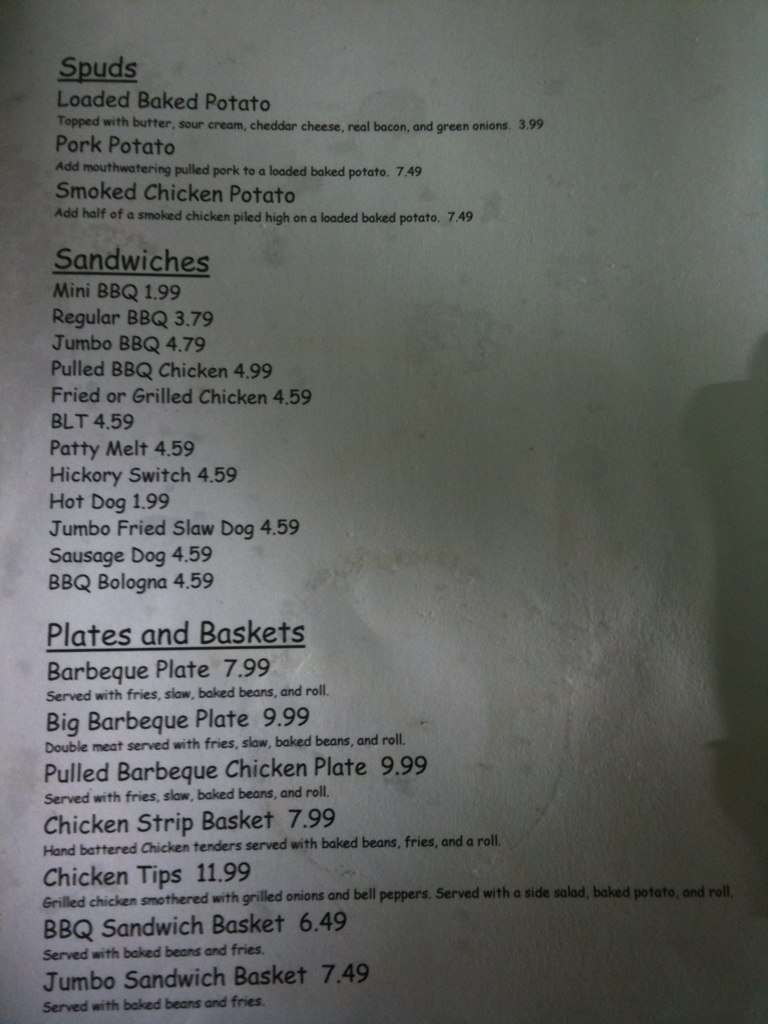 Spuds
Loaded Baked Potato
Topped with butter, sour cream, cheddar cheese, real bacon, and green onions. 3.99
Pork Potato
Add mouthwatering pulled pork to a loaded baked potato. 7.49
Smoked Chicken Potato
Add half of a smoked chicken piled high on a loaded baked potato. 7.49
Sandwiches
Mini BBQ 1.99
Regular BBQ 3.79
Jumbo BBQ 4.79
Pulled BBQ Chicken 4.99
Fried or Grilled Chicken 4.59
BLT 4.59
Patty Melt 4.59
Hickory Switch 4.59
Hot Dog 1.99
Jumbo Fried Slaw Dog 4.59
Sausage Dog 4.59
BBQ Bologna 4.59
Plates and Baskets
Barbeque Plate 7.99
Served with fries, slaw, baked beans, and roll.
Big Barbeque Plate 9.99
Double meat served with fries, slaw, baked beans, and roll.
Pulled Barbeque Chicken Plate 9.99
Served with fries, slaw, baked beans, and roll.
Chicken Strip Basket 7.99
Hand battered Chicken tenders served with baked beans, fries, and a roll.
Chicken Tips 11.99
Grilled chicken smothered with grilled onions and bell peppers. Served with a side salad, baked potato, and roll.
BBQ Sandwich Basket 6.49
Served with baked beans and fries.
Jumbo Sandwich Basket 7.49
Served with baked beans and fries.